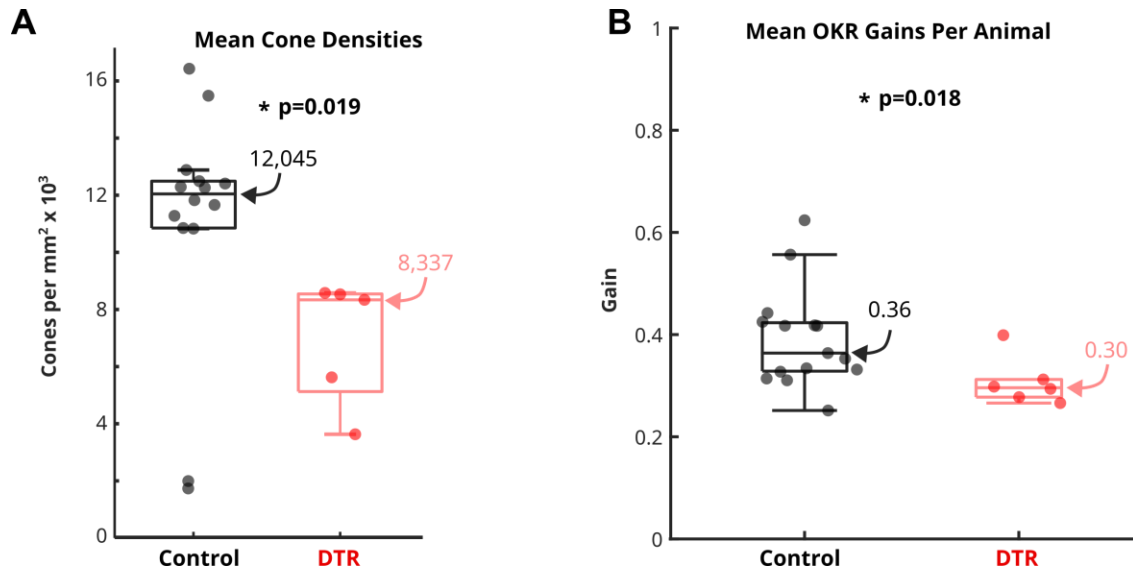 A
Mean Cone Densities
* p=0.019
12,045
8,337
Cones per mm² x 10³
16
12
8
4
0
Control
DTR
B
Mean OKR Gains Per Animal
* p=0.018
0.36
0.30
Gain
1
0.8
0.6
0.4
0.2
0
Control
DTR